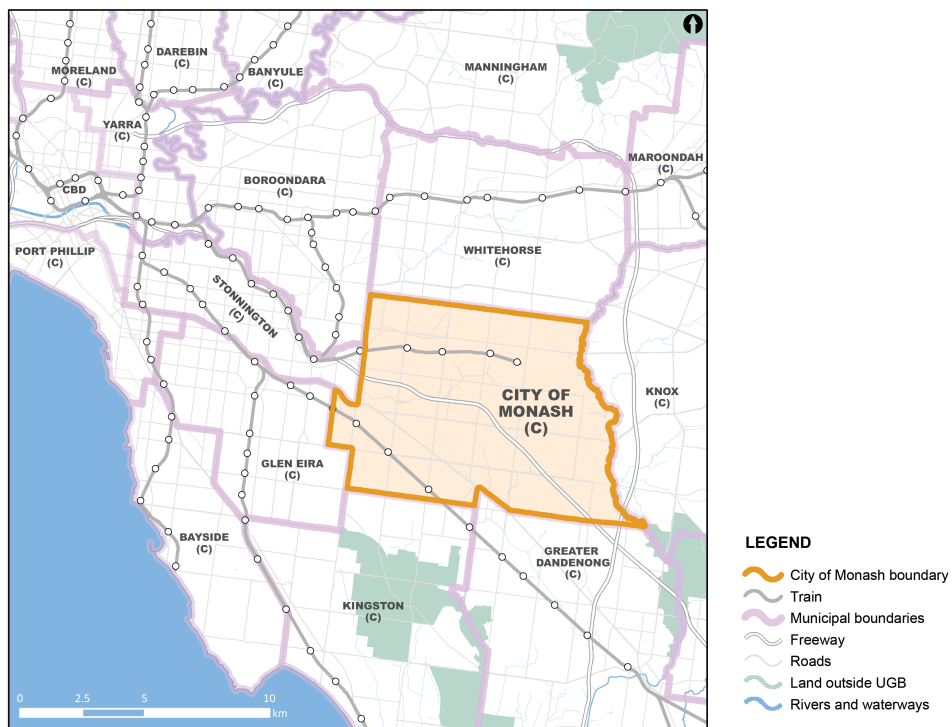 DAREBIN
(C)
MORELAND
(C)
BANYULE
(C)
MANNINGHAM
(C)
YARRA
(C)
MAROONDAH
(C)
BOROONDARA
(C)
CBD
PORT PHILLIP
(C)
WHITEHORSE
(C)
STONNINGTON
(C)
CITY OF
MONASH
(C)
KNOX
(C)
GLEN EIRA
(C)
BAYSIDE
(C)
GREATER
DANDENONG
(C)
KINGSTON
(C)
0 2.5 5 10
km
LEGEND
City of Monash boundary
Train
Municipal boundaries
Freeway
Roads
Land outside UGB
Rivers and waterways